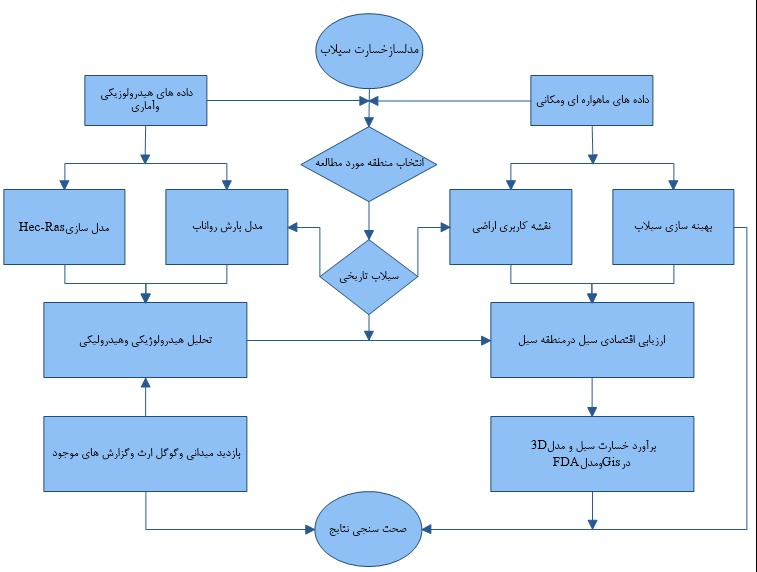 مدلسازخسارت سیلاب
داده های هیدرولوژیکی
وآماری
داده های ماهواره ای ومکانی
انتخاب منطقه مورد مطالعه
مدل سازیHec-Ras
مدل بارش رواناب
نقشه کاربری اراضی
پهینه سازی سیلاب
سیلاب تاریخی
تحلیل هیدرولوژیکی وهیدرولیکی
ارزیابی اقتصادی سیل درمنطقه سیل
بازدید میدانی وگوگل ارث وگزارش های موجود
برآورد خسارت سیل و مدل3D
درGisومدلFDA
صحت سنجی نتایج